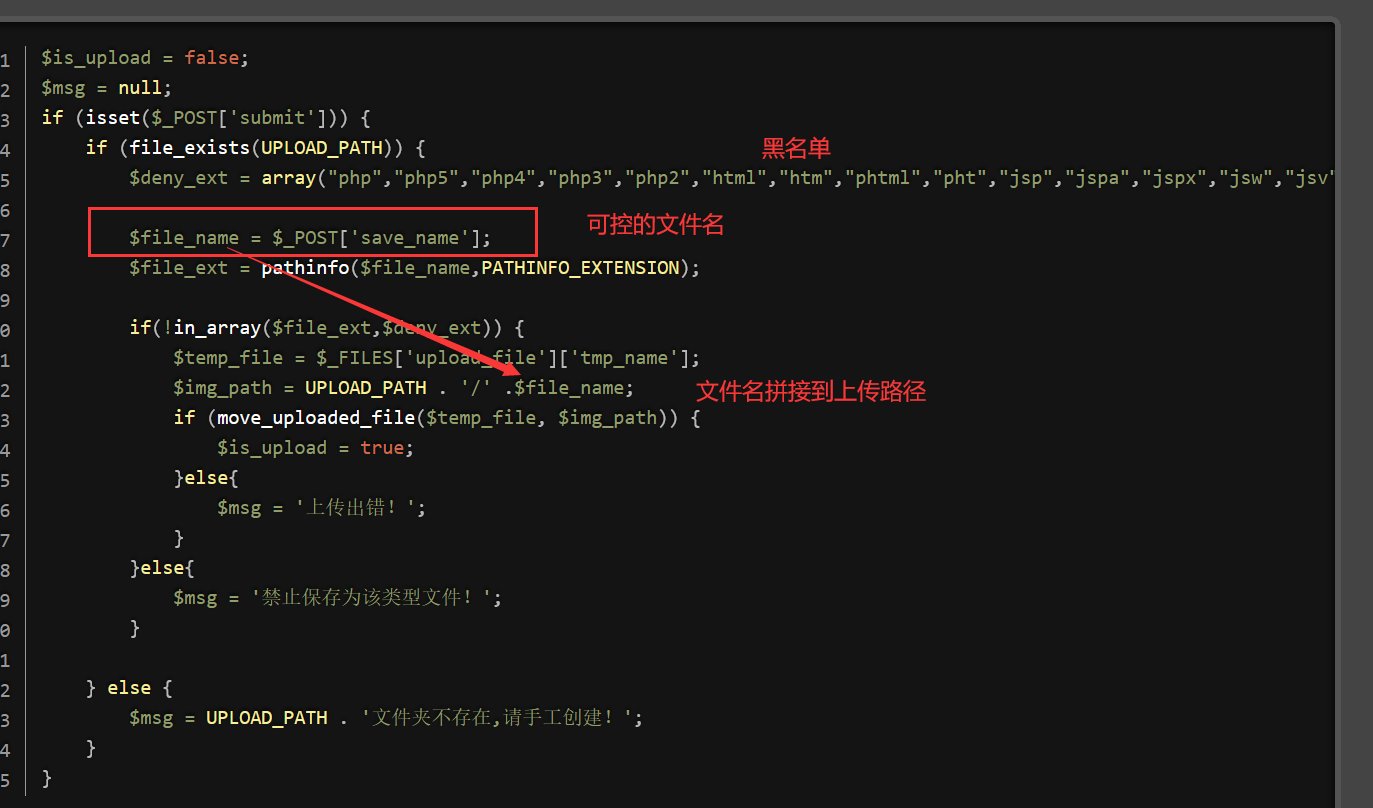 1 $is_upload = false;
2 $msg = null;
3 if (isset($_POST['submit'])) {
4 if (file_exists(UPLOAD_PATH)) {
黑名单
5 $deny_ext = array("php","php5","php4","php3","php2","html","htm","phtml","pht","jsp","jspa","jspx","jsw","jsv"
6
7 $file_name = $_POST['save_name'];
可控的文件名
8 $file_ext = pathinfo($file_name,PATHINFO_EXTENSION);
9
0 if(!in_array($file_ext,$deny_ext)) {
1 $temp_file = $_FILES['upload_file']['tmp_name'];
2 $img_path = UPLOAD_PATH . '/' .$file_name;
文件名拼接到上传路径
3 if (move_uploaded_file($temp_file, $img_path)) {
4 $is_upload = true;
5 }else{
6 $msg = '上传出错！';
7 }
8 }else{
9 $msg = '禁止保存为该类型文件！';
0 }
1
2 } else {
3 $msg = UPLOAD_PATH . '文件夹不存在,请手工创建！';
4 }
5 }